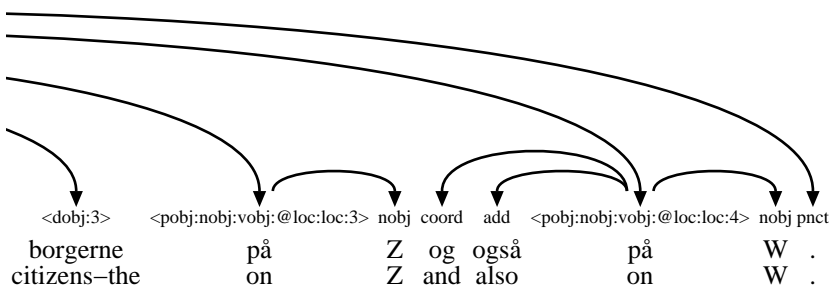 <dobj:3> <pobj:nobj:vobj:@loc:loc:3> nobj coord add <pobj:nobj:vobj:@loc:loc:4> nobj pnct
borgerne på Z og også på W .
citizens−the on Z and also on W .